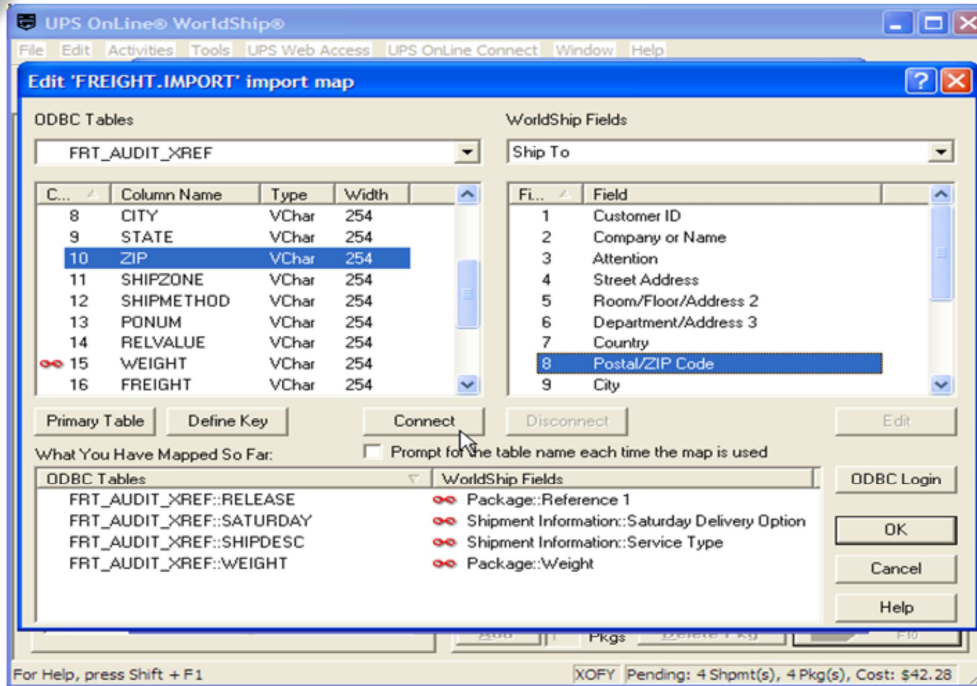 UPS OnLine® WorldShip®
File Edit Activities Tools UPS Web Access UPS OnLine Connect Window Help
Edit 'FREIGHT.IMPORT' import map
ODBC Tables WorldShip Fields
FRT_AUDIT_XREF Ship To
C... Column Name Type Width Fi... Field
8 CITY VChar 254 1 Customer ID
9 STATE VChar 254 2 Company or Name
10 ZIP VChar 254 3 Attention
11 SHIPZONE VChar 254 4 Street Address
12 SHIPMETHOD VChar 254 5 Room/Floor/Address 2
13 PONUM VChar 254 6 Department/Address 3
14 RELVALUE VChar 254 7 Country
15 WEIGHT VChar 254 8 Postal/ZIP Code
16 FREIGHT VChar 254 9 City
Primary Table Define Key Connect Disconnect Edit
What You Have Mapped So Far: Prompt for the table name each time the map is used
ODBC Tables WorldShip Fields ODBC Login
FRT_AUDIT_XREF::RELEASE Package::Reference 1
FRT_AUDIT_XREF::SATURDAY Shipment Information::Saturday Delivery Option
FRT_AUDIT_XREF::SHIPDESC Shipment Information::Service Type
FRT_AUDIT_XREF::WEIGHT Package::Weight
OK
Cancel
Help
Add 1 Pkgs Delete Pkg F10
For Help, press Shift + F1 XOFY Pending: 4 Shpmt(s), 4 Pkg(s), Cost: $42.28